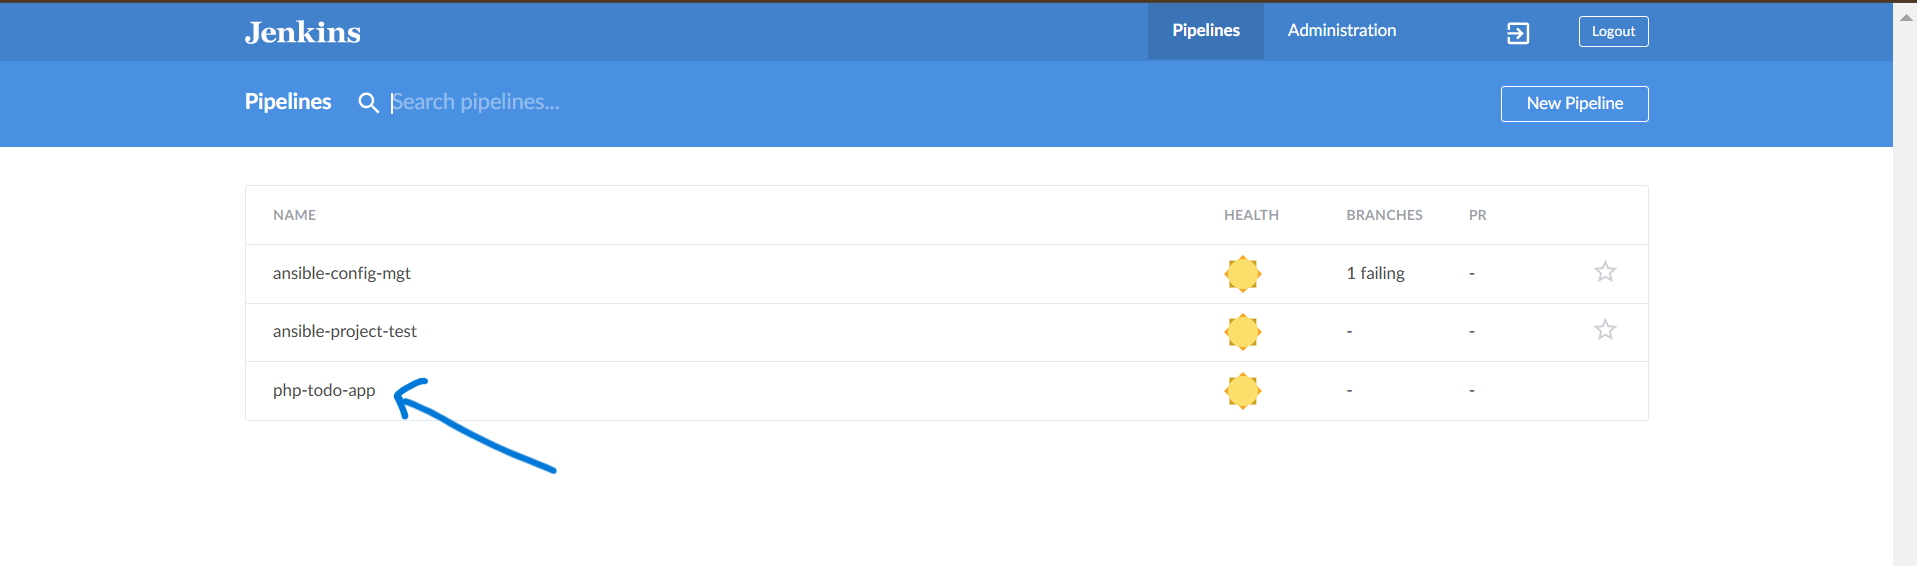 Jenkins Pipelines Administration Logout
Pipelines Search pipelines... New Pipeline
NAME HEALTH BRANCHES PR
ansible-config-mgt 1 failing -
ansible-project-test - -
php-todo-app - -